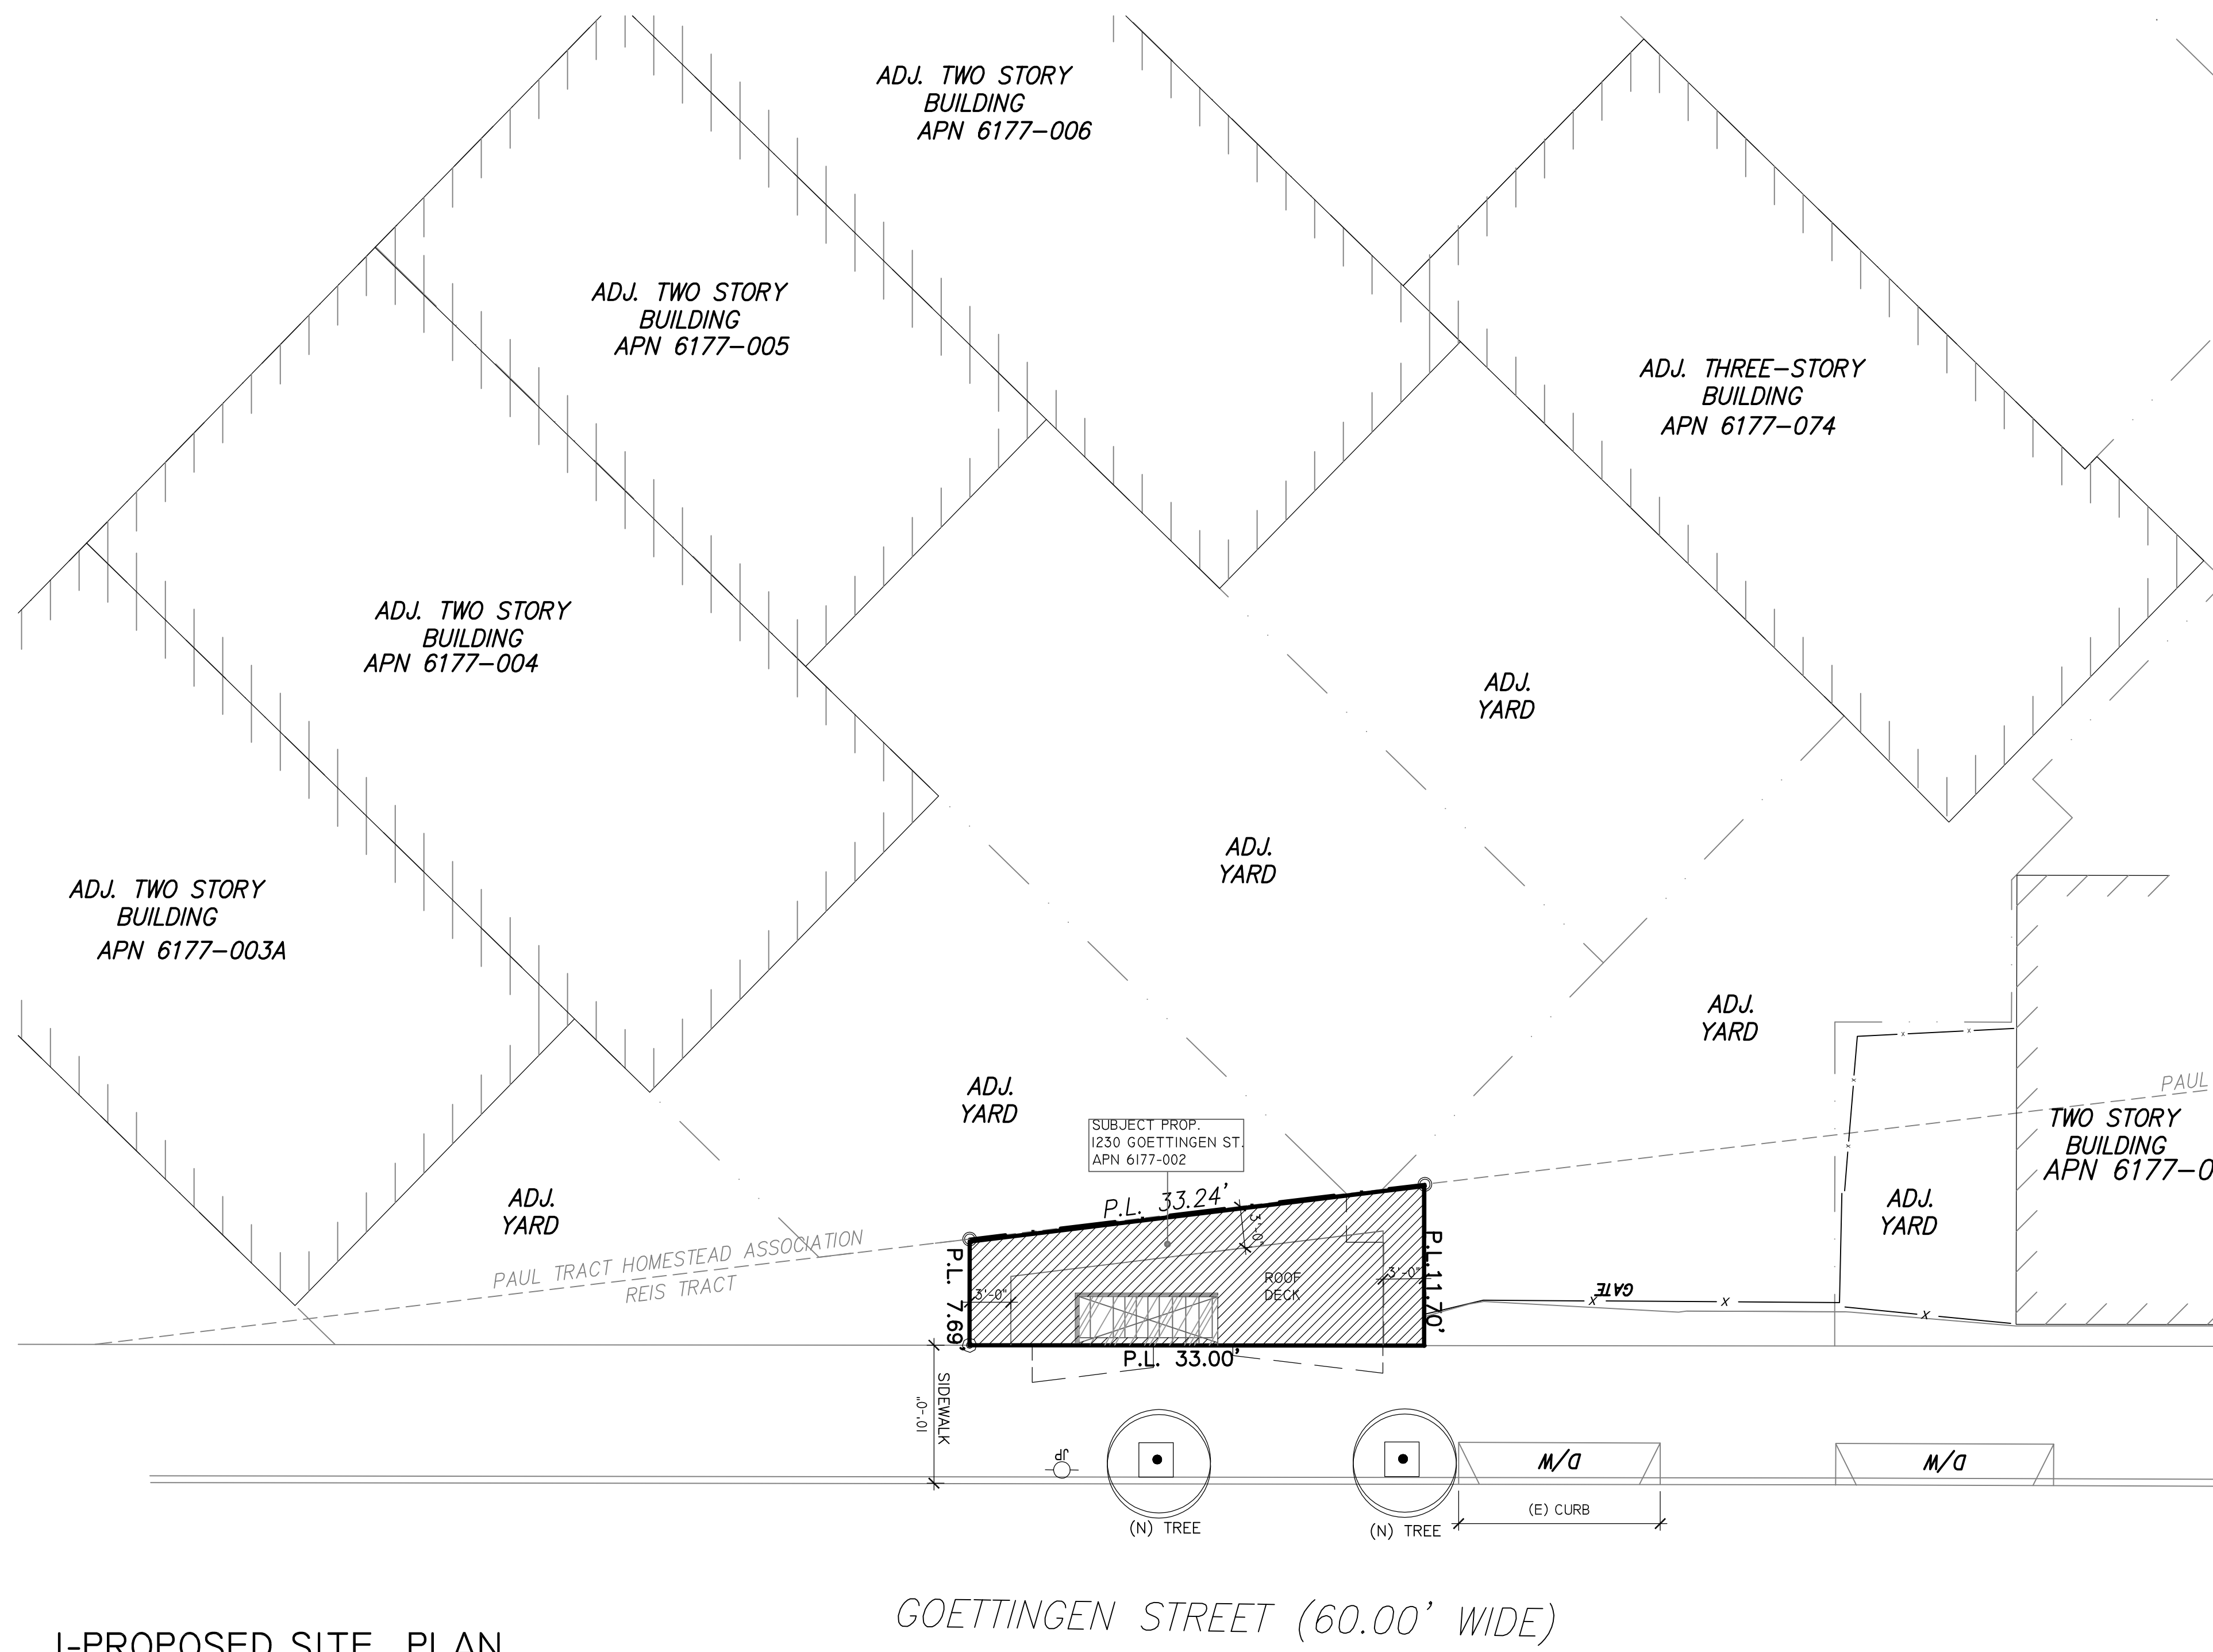 ADJ. TWO STORY
BUILDING
APN 6177-006
ADJ. TWO STORY
BUILDING
APN 6177-005
ADJ. THREE-STORY
BUILDING
APN 6177-074
ADJ. TWO STORY
BUILDING
APN 6177-004
ADJ.
YARD
ADJ.
YARD
ADJ. TWO STORY
BUILDING
APN 6177-003A
ADJ.
YARD
ADJ.
YARD
PAUL
TWO STORY
BUILDING
APN 6177-0
SUBJECT PROP.
1230 GOETTINGEN ST.
APN 6177-002
ADJ.
YARD
ADJ.
YARD
P.L. 33.24'
3'-0"
PAUL TRACT HOMESTEAD ASSOCIATION
REIS TRACT
P.L. 7.69'
3'-0"
ROOF
DECK
3'-0"
P.L. 11.70'
GATE
X
X
X
P.L. 33.00'
SIDEWALK
10'-0"
JP
D/W
D/W
(N) TREE
(N) TREE
(E) CURB
GOETTINGEN STREET (60.00' WIDE)
1-PROPOSED SITE PLAN